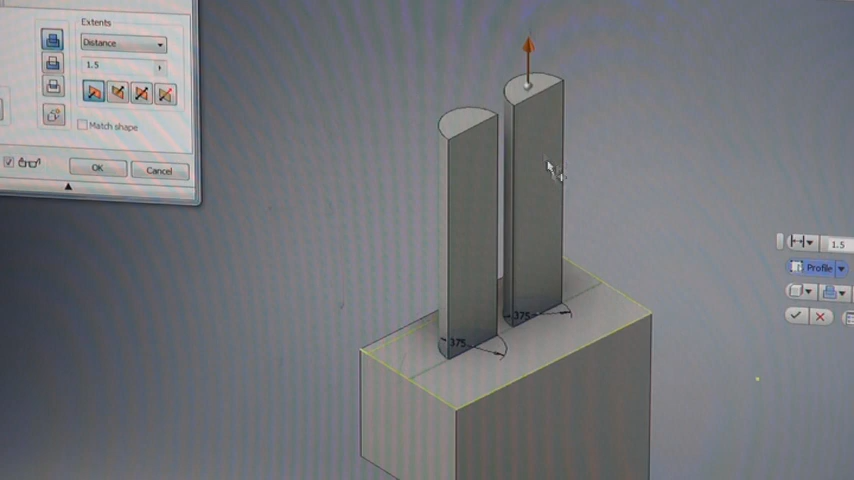 Extents
Distance
1.5
Match shape
OK
Cancel
1.5
Profile
.375
.375